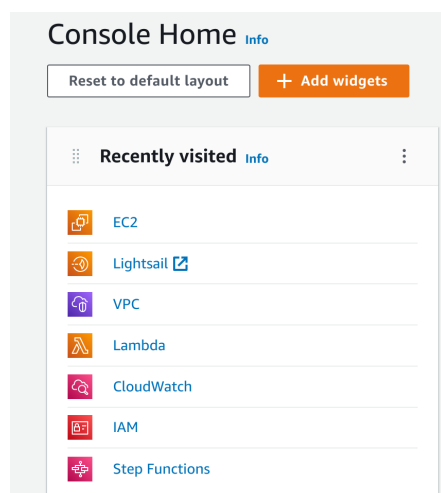 Console Home Info
Reset to default layout + Add widgets
Recently visited Info
EC2
Lightsail
VPC
Lambda
CloudWatch
IAM
Step Functions